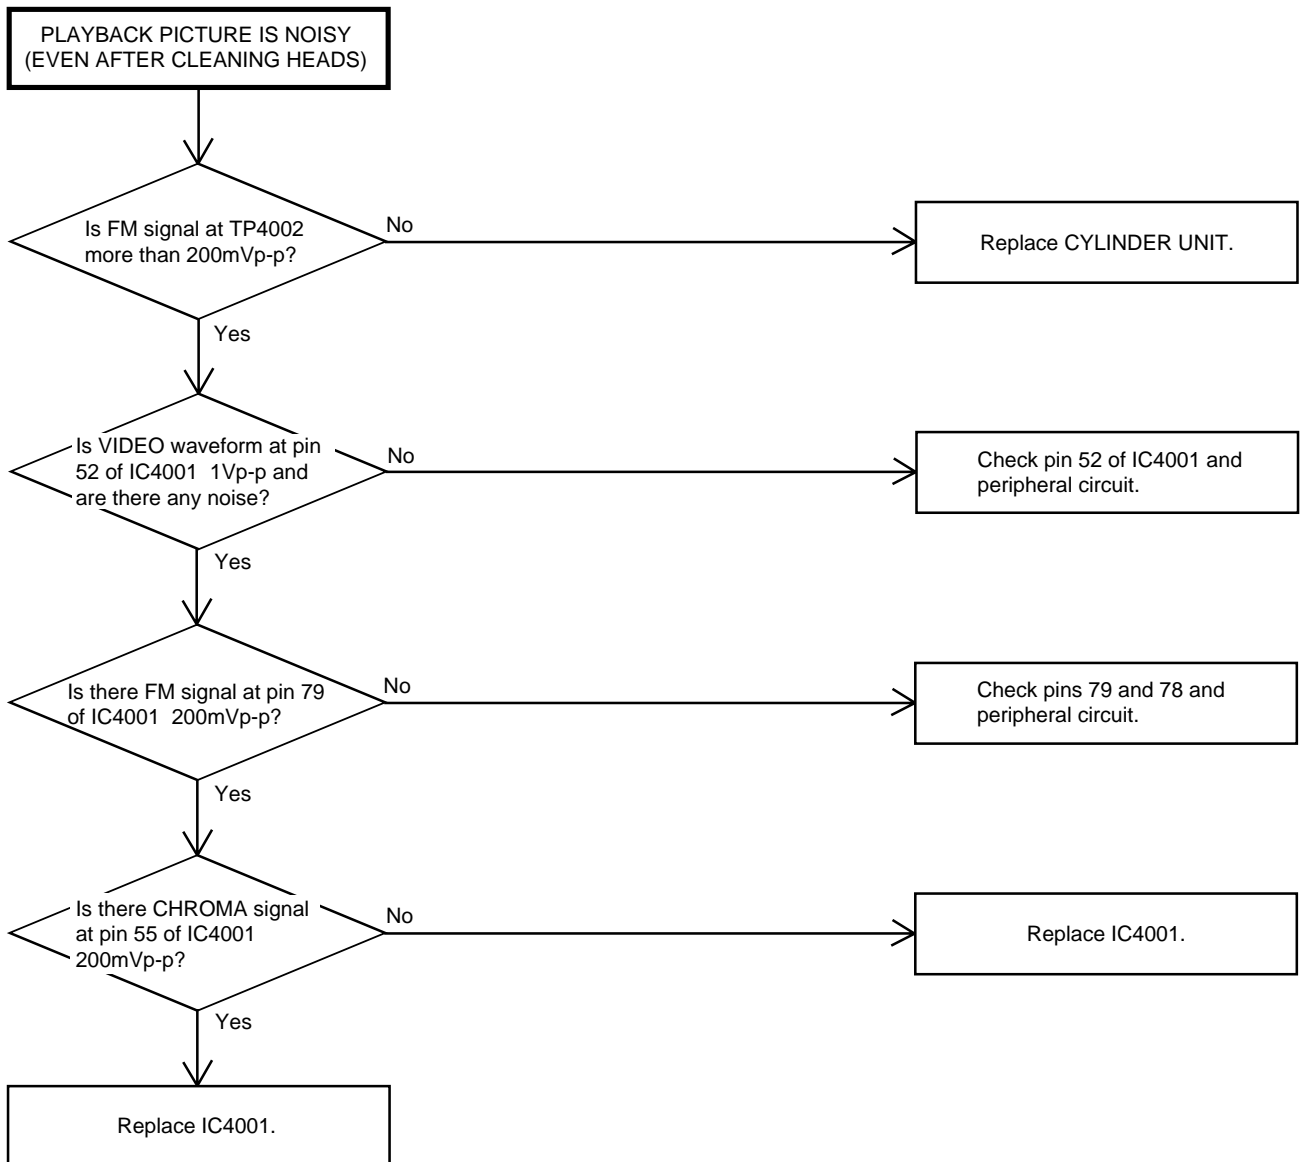 PLAYBACK PICTURE IS NOISY
(EVEN AFTER CLEANING HEADS)
Is FM signal at TP4002
more than 200mVp-p?
No
Replace CYLINDER UNIT.
Yes
Is VIDEO waveform at pin
52 of IC4001  1Vp-p and
are there any noise?
No
Check pin 52 of IC4001 and
peripheral circuit.
Yes
Is there FM signal at pin 79
of IC4001  200mVp-p?
No
Check pins 79 and 78 and
peripheral circuit.
Yes
Is there CHROMA signal
at pin 55 of IC4001
200mVp-p?
No
Replace IC4001.
Yes
Replace IC4001.